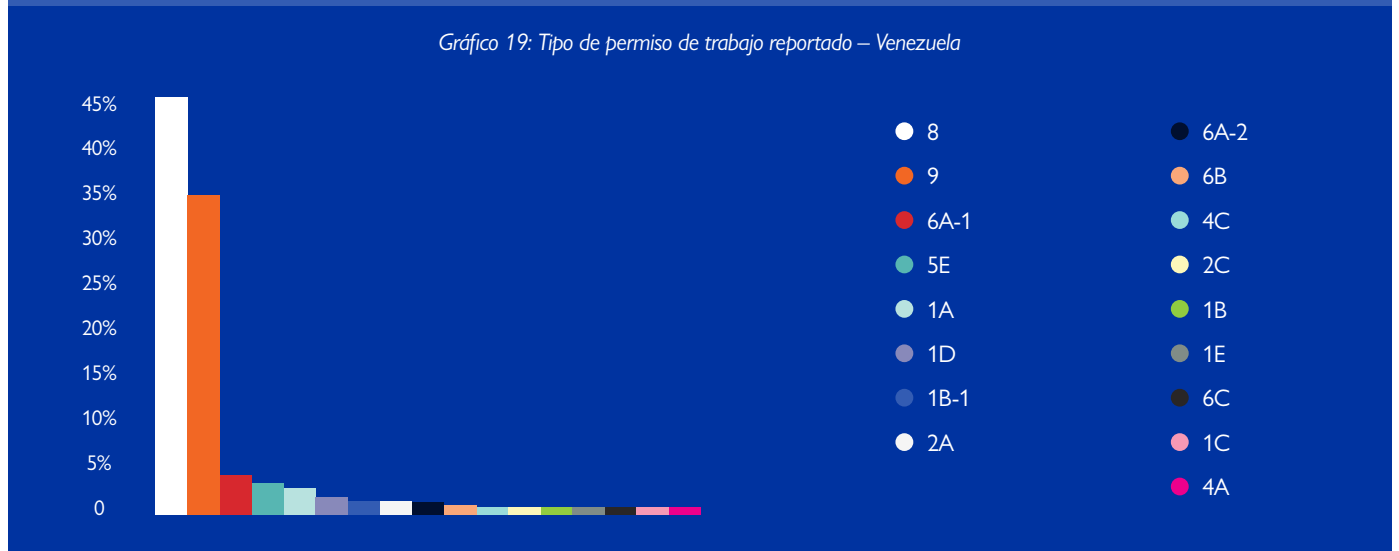 Gráfico 19: Tipo de permiso de trabajo reportado – Venezuela
45%
40%
35%
30%
25%
20%
15%
10%
5%
0
8
9
6A-1
5E
1A
1D
1B-1
2A
6A-2
6B
4C
2C
1B
1E
6C
1C
4A